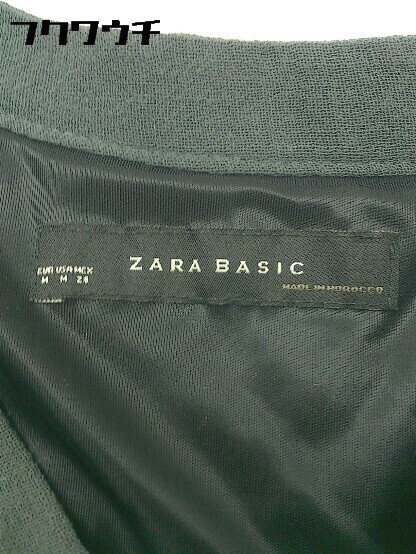 フクワウチ
ZARA BASIC
EUR USA MEX
M M 28
MADE IN MOROCCO